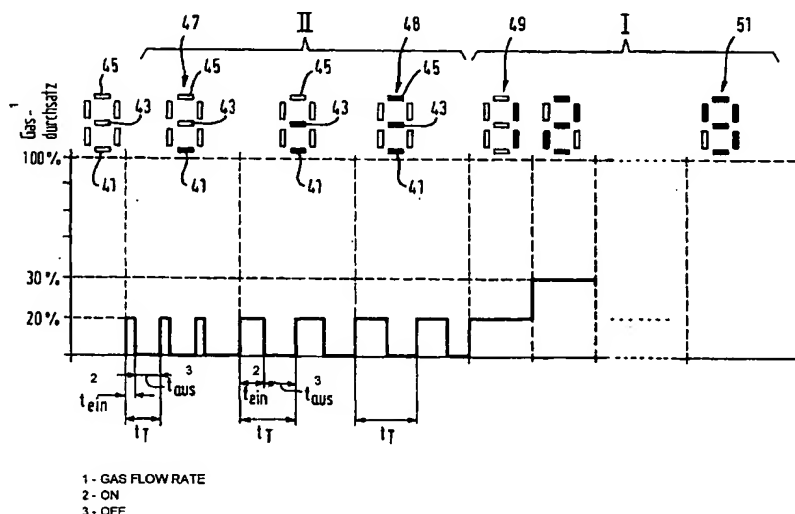 II I
47 48 49 51
45 45 45 45
43 43 43 43
41 41 41 41
Gas-¹
durchsatz
100%
30%
20%
2 3 2 3
t_ein t_aus t_ein t_aus
t_T t_T t_T
1 - GAS FLOW RATE
2 - ON
3 - OFF